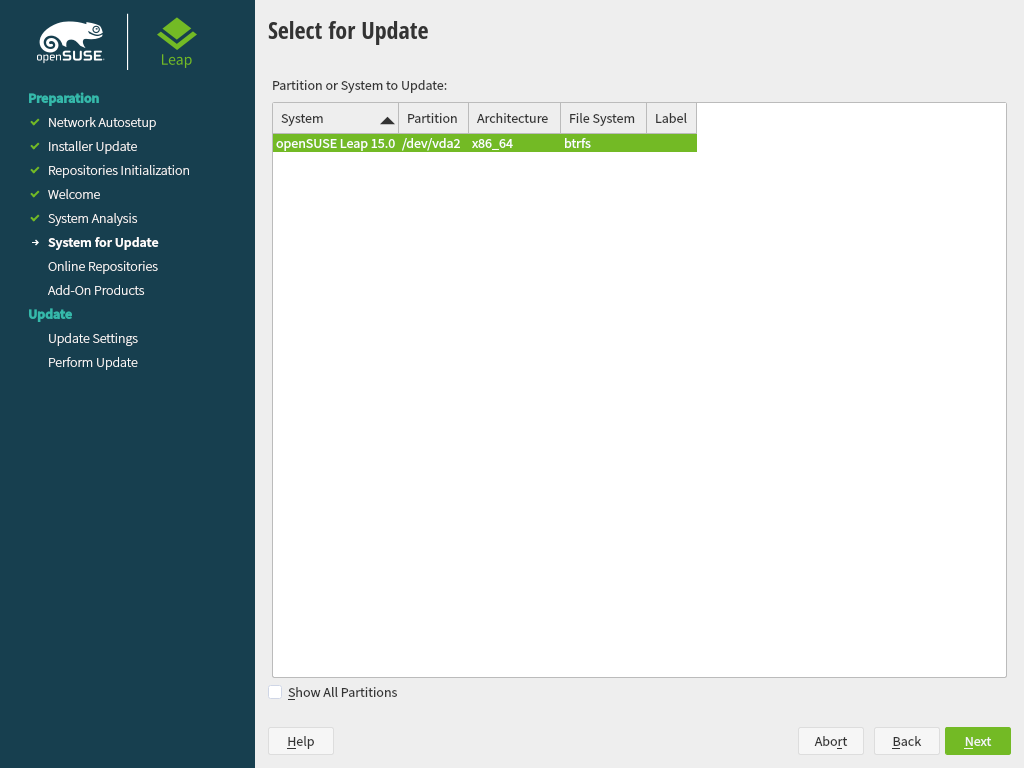 openSUSE
Leap
Preparation
Network Autosetup
Installer Update
Repositories Initialization
Welcome
System Analysis
System for Update
Online Repositories
Add-On Products
Update
Update Settings
Perform Update
Select for Update
Partition or System to Update:
System Partition Architecture File System Label
openSUSE Leap 15.0 /dev/vda2 x86_64 btrfs
Show All Partitions
Help Abort Back Next